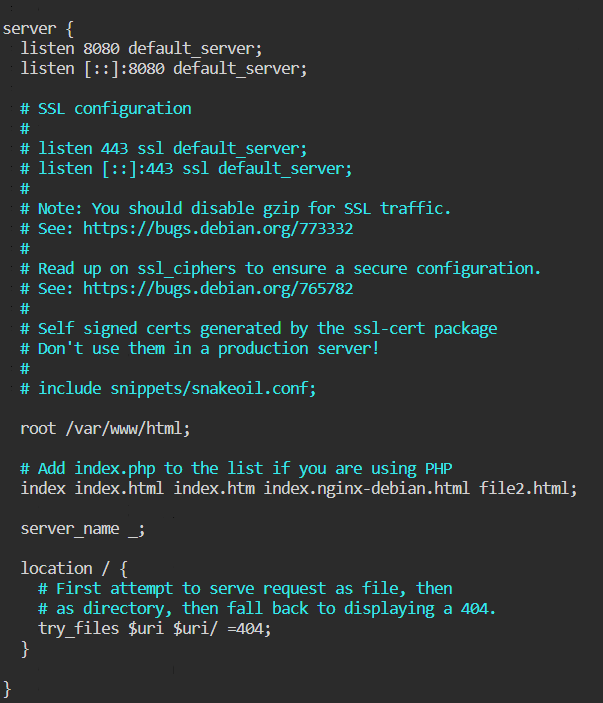 server {
listen 8080 default_server;
listen [::]:8080 default_server;
# SSL configuration
#
# listen 443 ssl default_server;
# listen [::]:443 ssl default_server;
#
# Note: You should disable gzip for SSL traffic.
# See: https://bugs.debian.org/773332
#
# Read up on ssl_ciphers to ensure a secure configuration.
# See: https://bugs.debian.org/765782
#
# Self signed certs generated by the ssl-cert package
# Don't use them in a production server!
#
# include snippets/snakeoil.conf;
root /var/www/html;
# Add index.php to the list if you are using PHP
index index.html index.htm index.nginx-debian.html file2.html;
server_name _;
location / {
# First attempt to serve request as file, then
# as directory, then fall back to displaying a 404.
try_files $uri $uri/ =404;
}
}